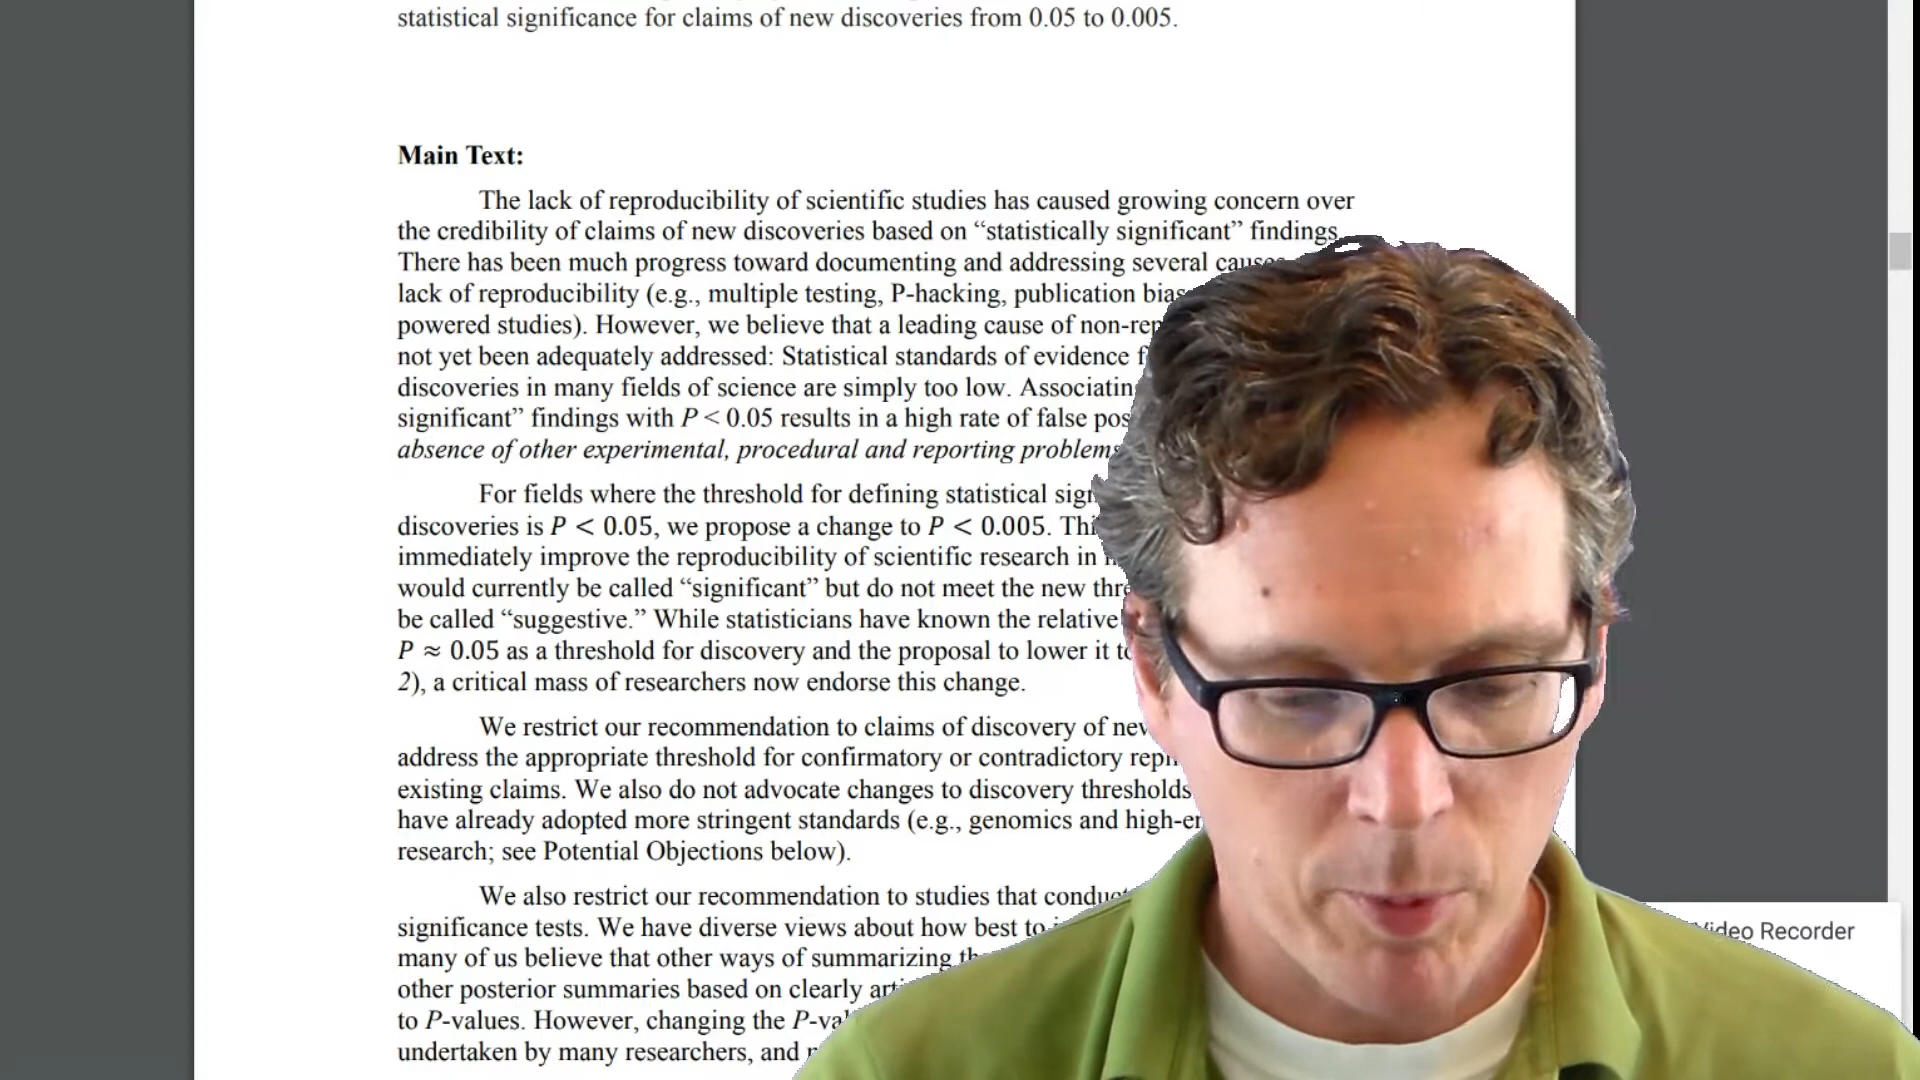 statistical significance for claims of new discoveries from 0.05 to 0.005.
Main Text:
The lack of reproducibility of scientific studies has caused growing concern over
the credibility of claims of new discoveries based on “statistically significant” findings.
There has been much progress toward documenting and addressing several
lack of reproducibility (e.g., multiple testing, P-hacking, publication
powered studies). However, we believe that a leading cause of
not yet been adequately addressed: Statistical standards of evidence
discoveries in many fields of science are simply too low.
significant” findings with P < 0.05 results in a high rate of false
absence of other experimental, procedural and reporting problems
For fields where the threshold for defining statistical
discoveries is P < 0.05, we propose a change to P < 0.005.
immediately improve the reproducibility of scientific research in
would currently be called “significant” but do not meet the new
be called “suggestive.” While statisticians have known the relative
P ≈ 0.05 as a threshold for discovery and the proposal to lower it
2), a critical mass of researchers now endorse this change.
We restrict our recommendation to claims of discovery of
address the appropriate threshold for confirmatory or contradictory
existing claims. We also do not advocate changes to discovery thresholds
have already adopted more stringent standards (e.g., genomics and
research; see Potential Objections below).
We also restrict our recommendation to studies that
significance tests. We have diverse views about how best to
many of us believe that other ways of summarizing
other posterior summaries based on clearly
to P-values. However, changing the
undertaken by many researchers, and
Video Recorder